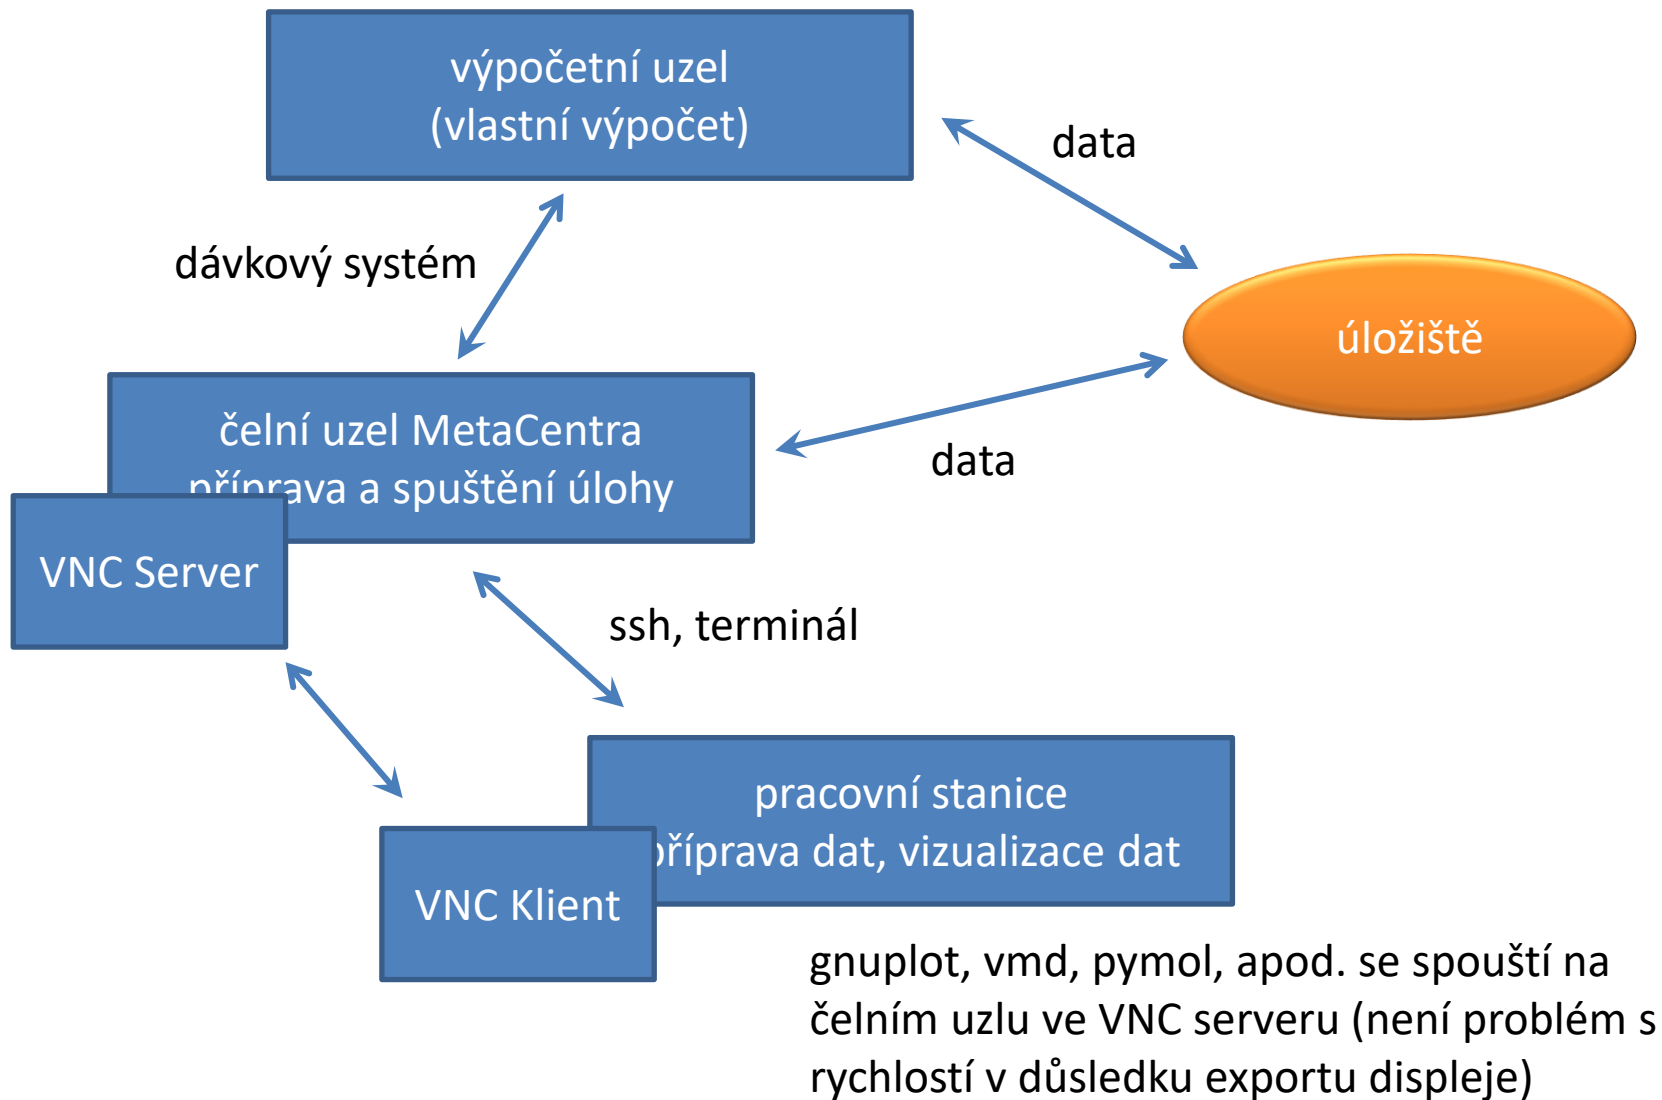 výpočetní uzel
(vlastní výpočet)
data
dávkový systém
úložiště
čelní uzel MetaCentra
příprava a spuštění úlohy
data
VNC Server
ssh, terminál
pracovní stanice
příprava dat, vizualizace dat
VNC Klient
gnuplot, vmd, pymol, apod. se spouští na
čelním uzlu ve VNC serveru (není problém s
rychlostí v důsledku exportu displeje)